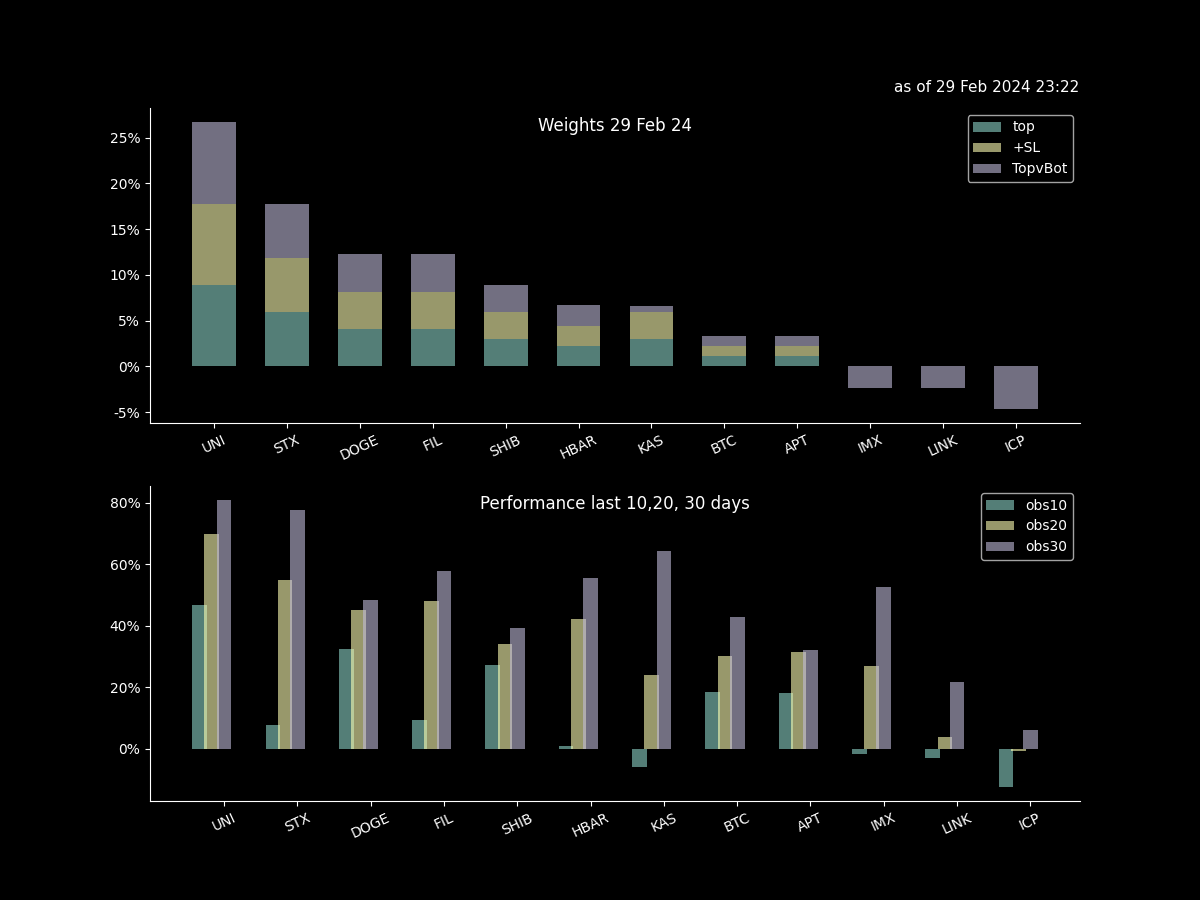 as of 29 Feb 2024 23:22
Weights 29 Feb 24
top
+SL
TopvBot
25%
20%
15%
10%
5%
0%
-5%
UNI STX DOGE FIL SHIB HBAR KAS BTC APT IMX LINK ICP
Performance last 10,20, 30 days
obs10
obs20
obs30
80%
60%
40%
20%
0%
UNI STX DOGE FIL SHIB HBAR KAS BTC APT IMX LINK ICP